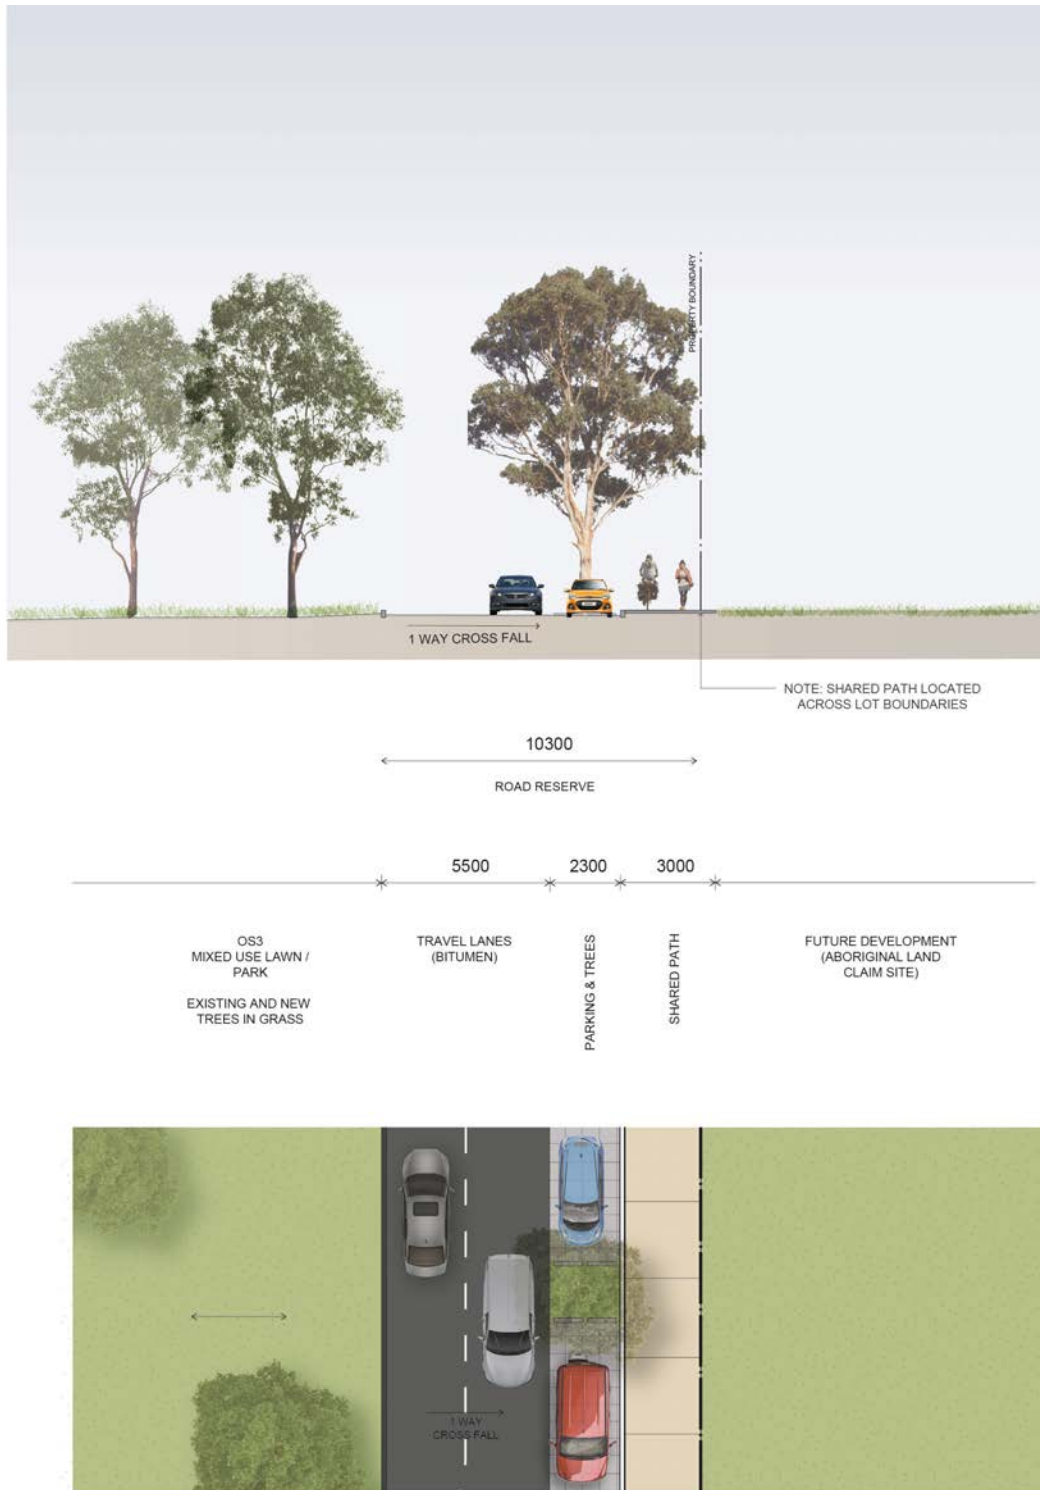 PROPERTY BOUNDARY
1 WAY CROSS FALL
NOTE: SHARED PATH LOCATED
ACROSS LOT BOUNDARIES
10300
ROAD RESERVE
5500
2300
3000
OS3
MIXED USE LAWN /
PARK
EXISTING AND NEW
TREES IN GRASS
TRAVEL LANES
(BITUMEN)
PARKING & TREES
SHARED PATH
FUTURE DEVELOPMENT
(ABORIGINAL LAND
CLAIM SITE)
1 WAY
CROSS FALL